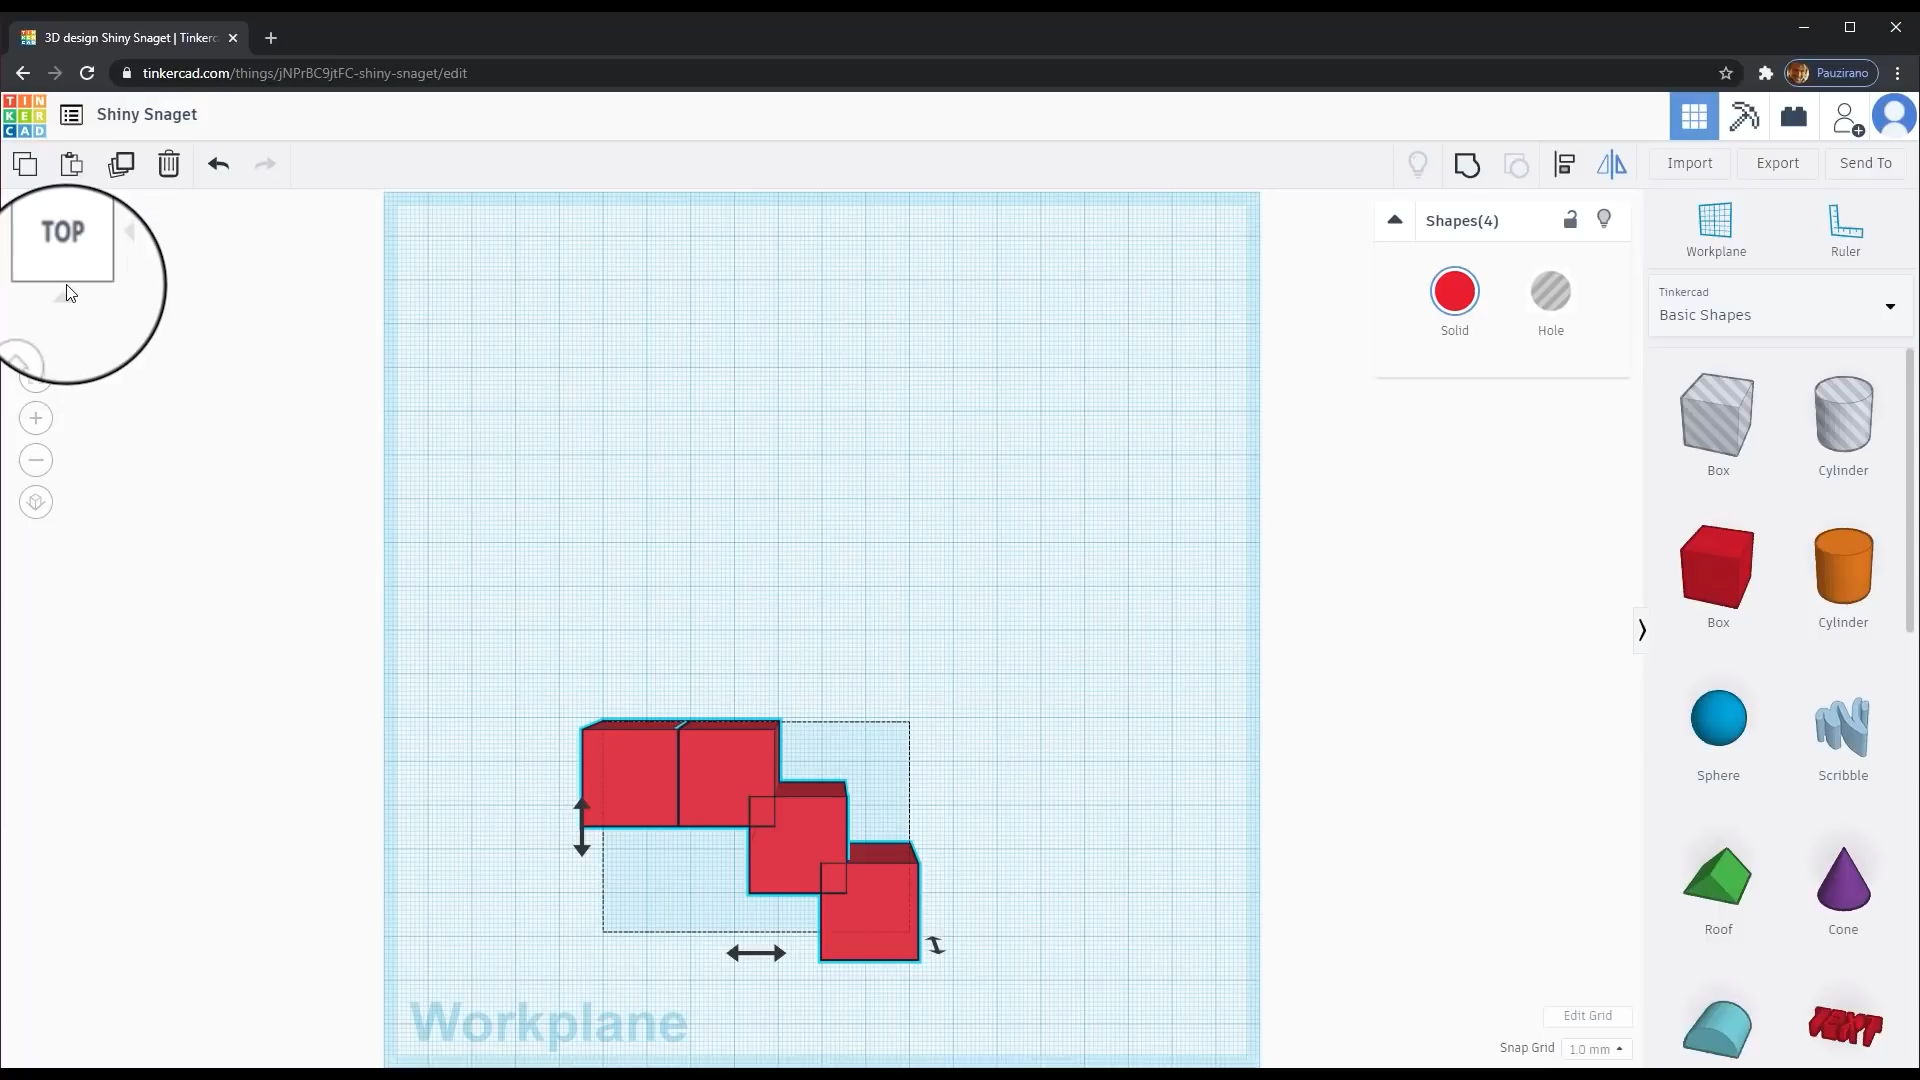 3D design Shiny Snaget | Tinkerc
tinkercad.com/things/jNPrBC9jtFC-shiny-snaget/edit
Pauzirano
TIN
KER
CAD
Shiny Snaget
Import
Export
Send To
TOP
Shapes(4)
Solid
Hole
Workplane
Ruler
Tinkercad
Basic Shapes
Box
Cylinder
Box
Cylinder
Sphere
Scribble
Roof
Cone
TEXT
Workplane
Edit Grid
Snap Grid
1.0 mm